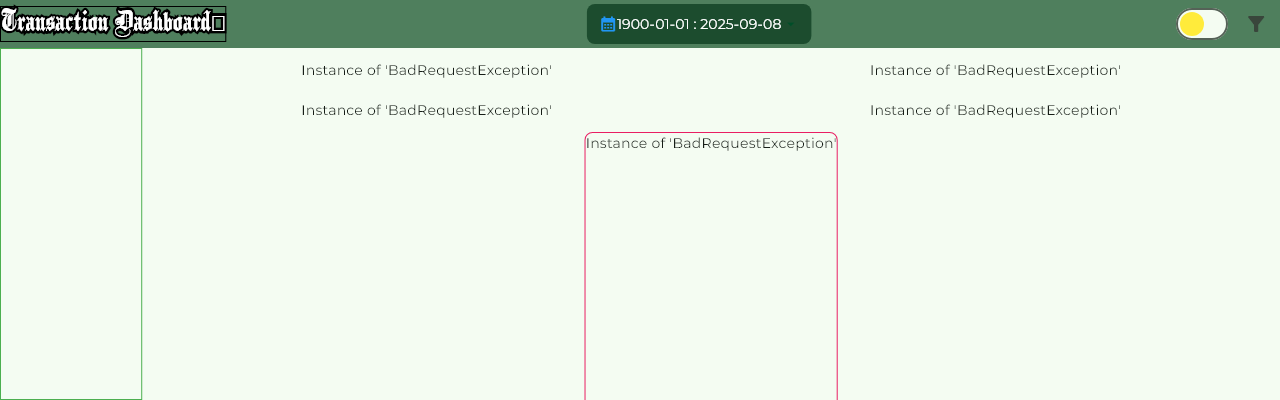 Transaction Dashboard
1900-01-01 : 2025-09-08
Instance of 'BadRequestException'
Instance of 'BadRequestException'
Instance of 'BadRequestException'
Instance of 'BadRequestException'
Instance of 'BadRequestException'